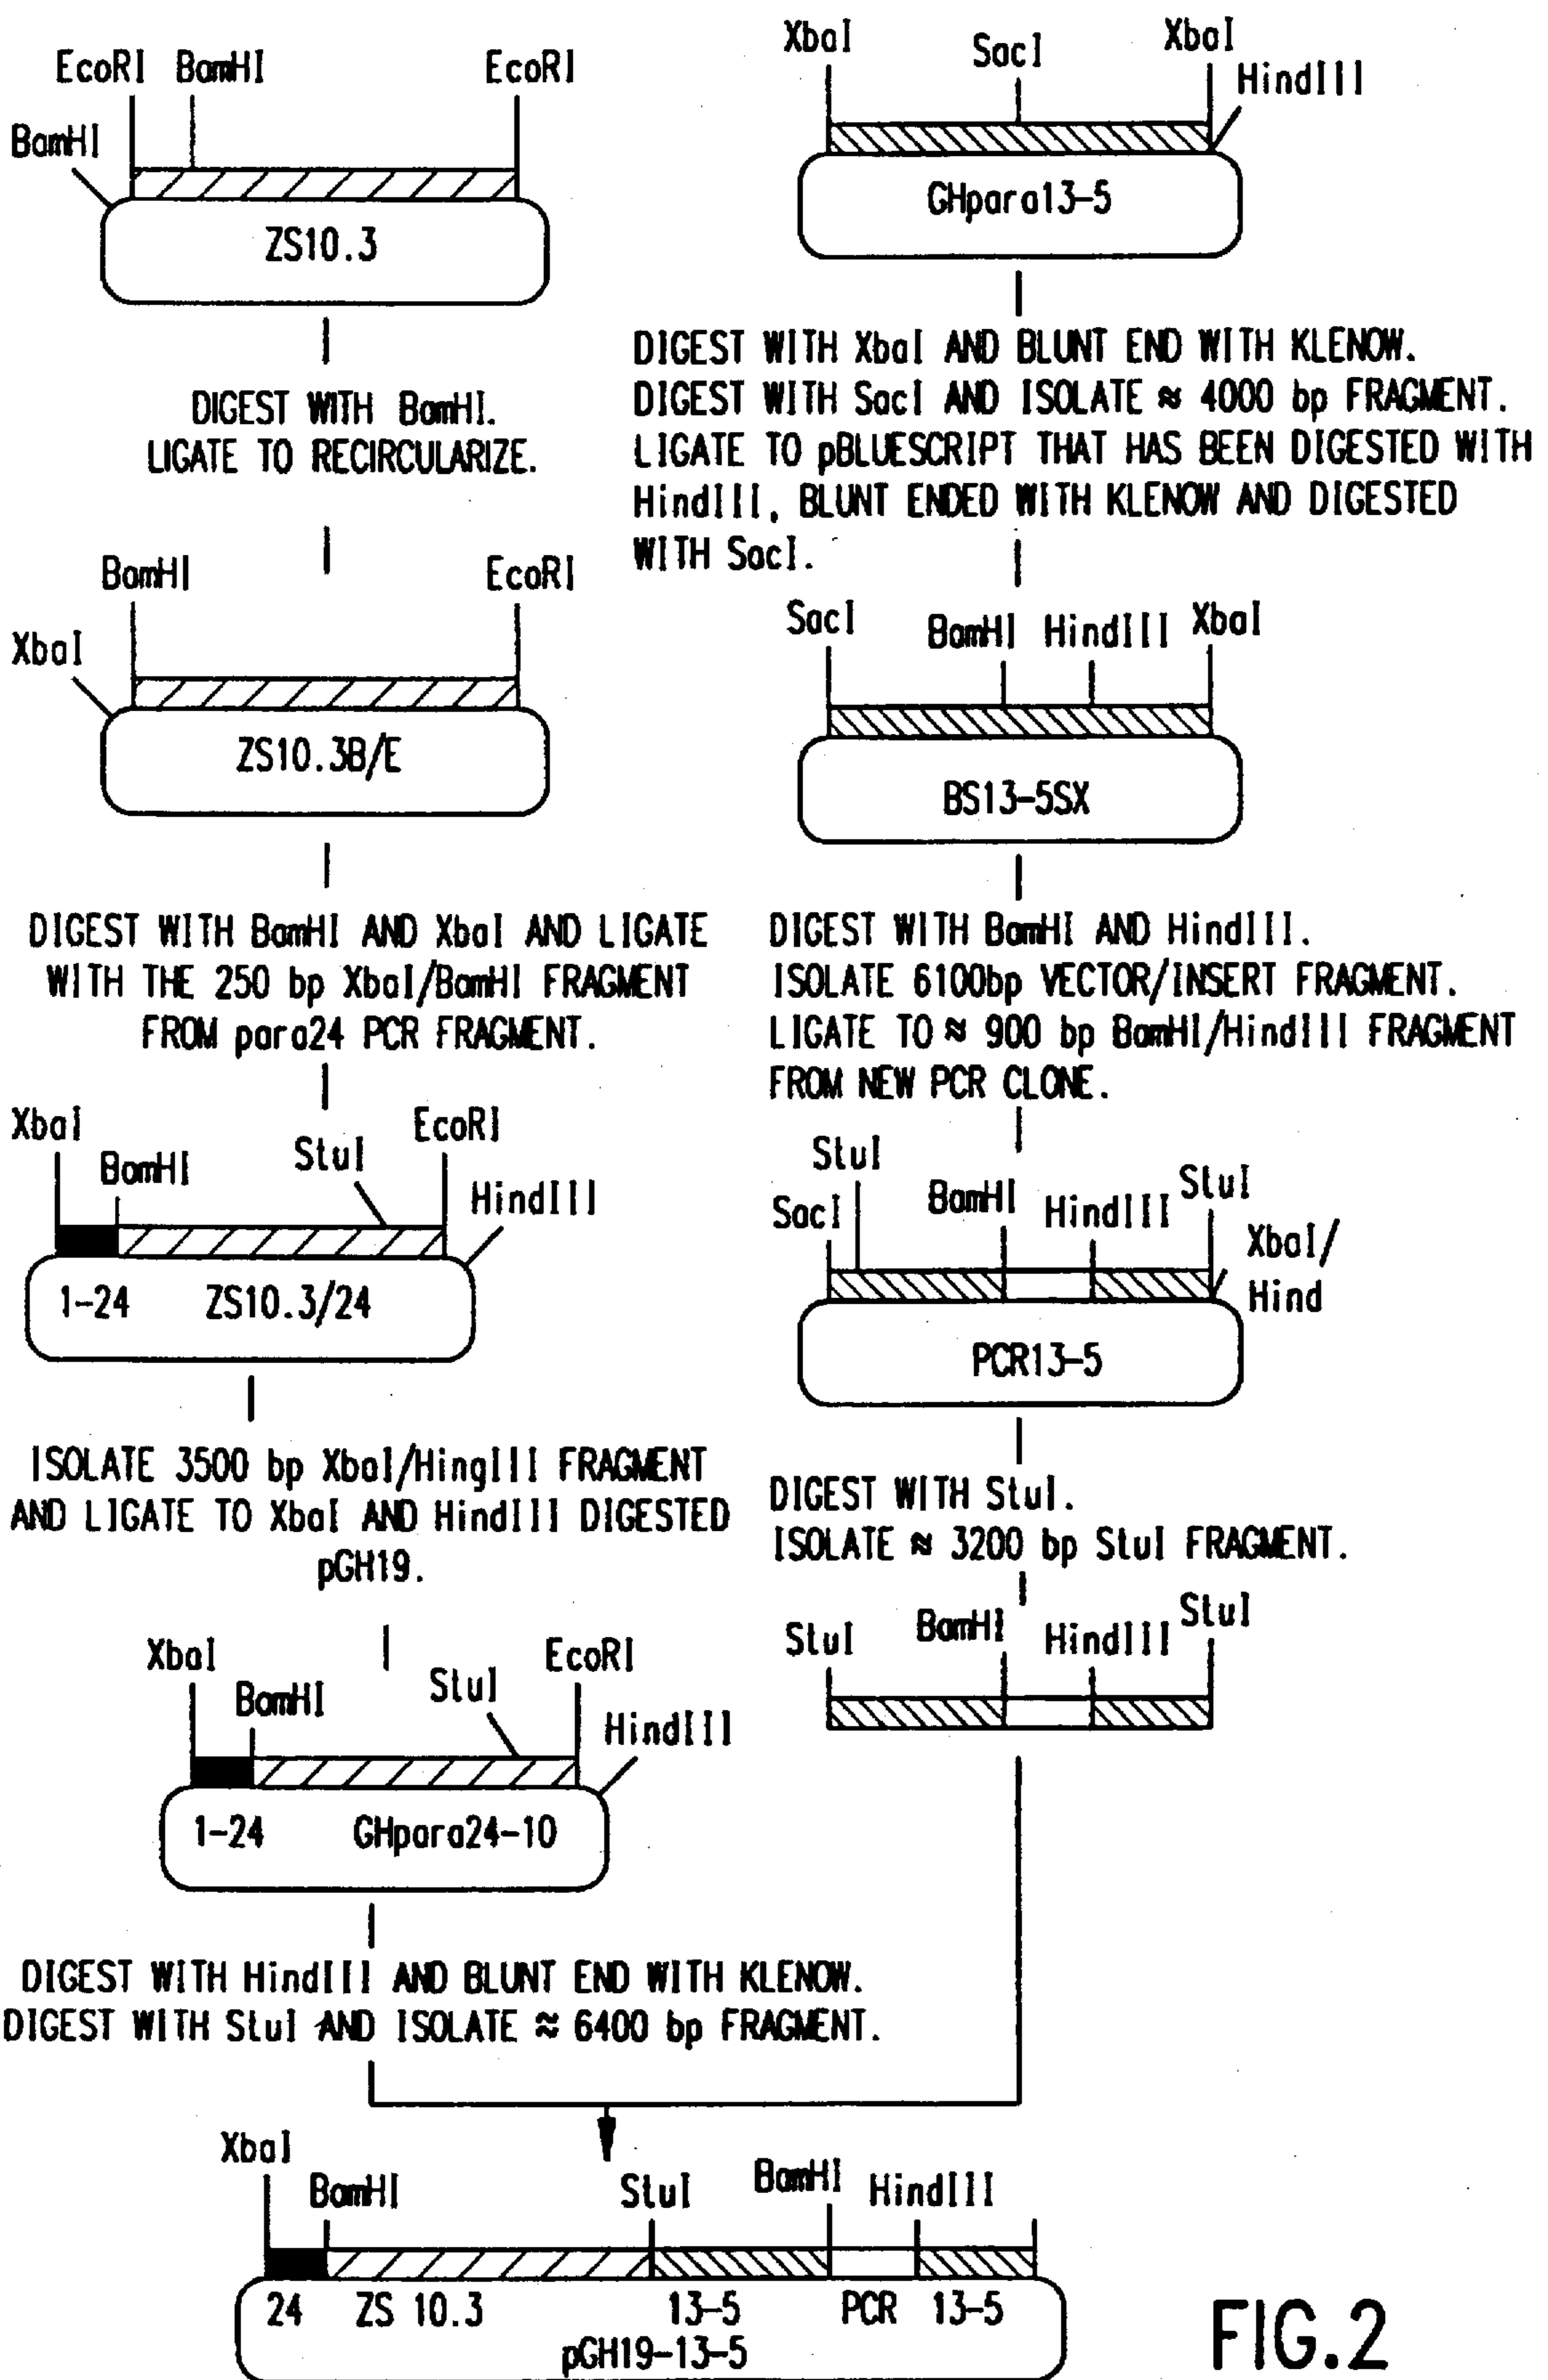 EcoRI BamHI EcoRI
BamHI
ZS10.3
DIGEST WITH BamHI.
LIGATE TO RECIRCULARIZE.
BamHI EcoRI
XbaI
ZS10.3B/E
DIGEST WITH BamHI AND XbaI AND LIGATE
WITH THE 250 bp XbaI/BamHI FRAGMENT
FROM para24 PCR FRAGMENT.
XbaI
BamHI StuI EcoRI
HindIII
1-24 ZS10.3/24
ISOLATE 3500 bp XbaI/HingIII FRAGMENT
AND LIGATE TO XbaI AND HindIII DIGESTED
pGH19.
XbaI EcoRI
BamHI StuI
HindIII
1-24 GHpara24-10
DIGEST WITH HindIII AND BLUNT END WITH KLENOW.
DIGEST WITH StuI AND ISOLATE ≈ 6400 bp FRAGMENT.
XbaI SacI XbaI
HindIII
GHpara13-5
DIGEST WITH XbaI AND BLUNT END WITH KLENOW.
DIGEST WITH SacI AND ISOLATE ≈ 4000 bp FRAGMENT.
LIGATE TO pBLUESCRIPT THAT HAS BEEN DIGESTED WITH
HindIII, BLUNT ENDED WITH KLENOW AND DIGESTED
WITH SacI.
SacI BamHI HindIII XbaI
BS13-5SX
DIGEST WITH BamHI AND HindIII.
ISOLATE 6100bp VECTOR/INSERT FRAGMENT.
LIGATE TO ≈ 900 bp BamHI/HindIII FRAGMENT
FROM NEW PCR CLONE.
StuI
SacI BamHI HindIII StuI
XbaI/
Hind
PCR13-5
DIGEST WITH StuI.
ISOLATE ≈ 3200 bp StuI FRAGMENT.
StuI BamHI HindIII StuI
XbaI
BamHI StuI BamHI HindIII
24 ZS 10.3 13-5 PCR 13-5
pGH19-13-5
FIG.2